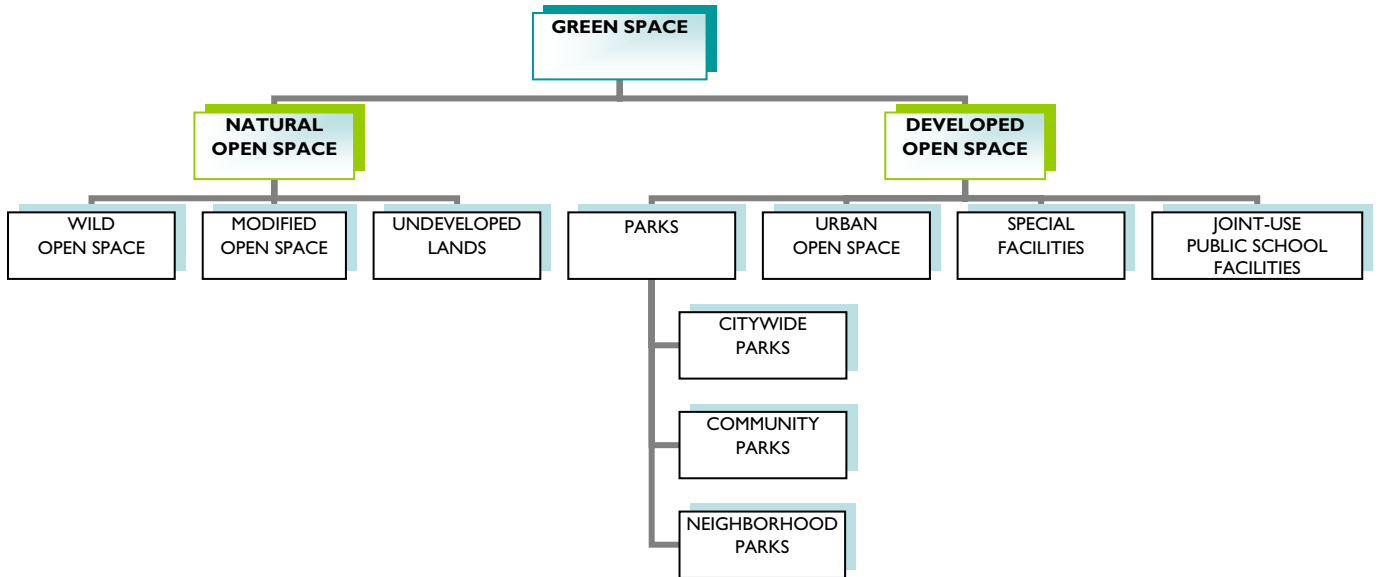 GREEN SPACE
NATURAL
OPEN SPACE
DEVELOPED
OPEN SPACE
WILD
OPEN SPACE
MODIFIED
OPEN SPACE
UNDEVELOPED
LANDS
PARKS
URBAN
OPEN SPACE
SPECIAL
FACILITIES
JOINT-USE
PUBLIC SCHOOL
FACILITIES
CITYWIDE
PARKS
COMMUNITY
PARKS
NEIGHBORHOOD
PARKS